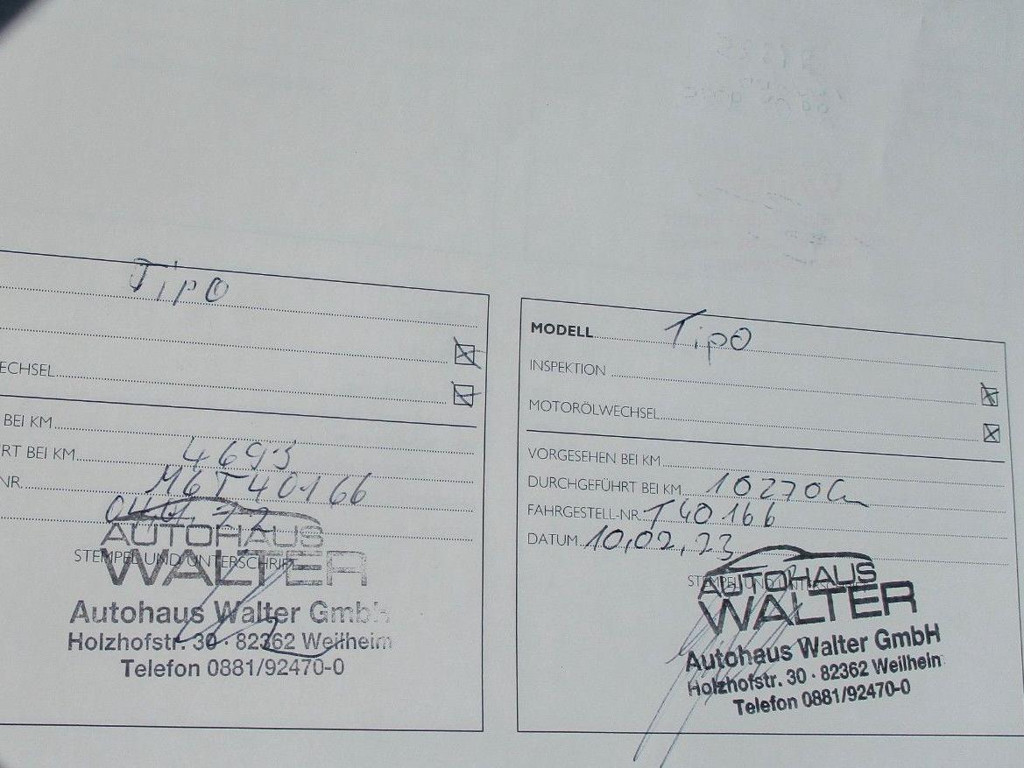 Tipo
ECHSEL
BEI KM
RT BEI KM 4693
NR. M6T40166
04.01.22
STEMPEL UND UNTERSCHRIFT
AUTOHAUS
WALTER
Autohaus Walter GmbH
Holzhofstr. 30 · 82362 Weilheim
Telefon 0881/92470-0
MODELL Tipo
INSPEKTION
MOTORÖLWECHSEL
VORGESEHEN BEI KM
DURCHGEFÜHRT BEI KM 10270
FAHRGESTELL-NR. T40166
DATUM 10,02,23
AUTOHAUS
WALTER
Autohaus Walter GmbH
Holzhofstr. 30 · 82362 Weilheim
Telefon 0881/92470-0